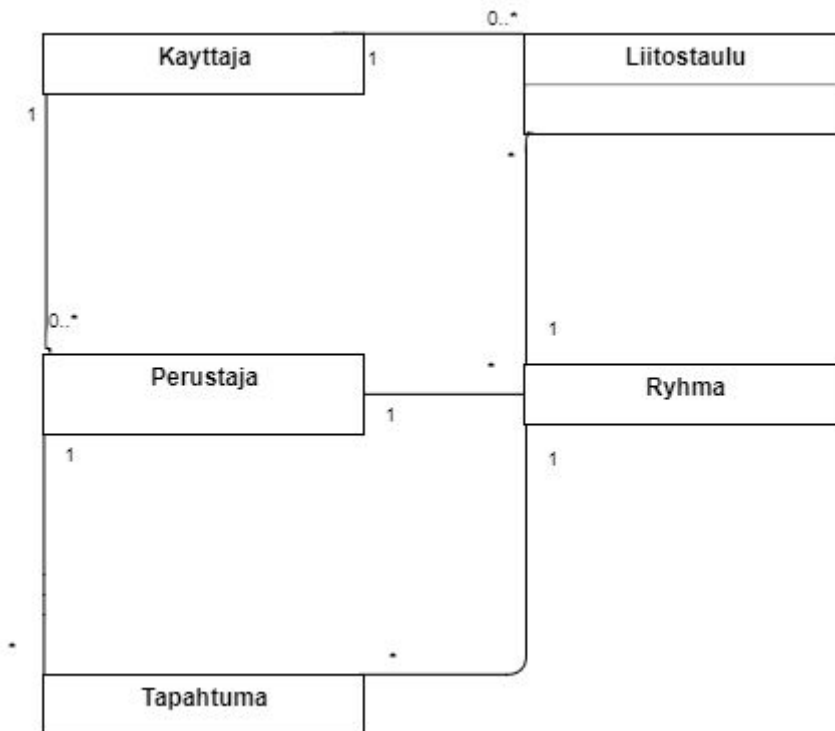 0..*
Kayttaja
1
Liitostaulu
1
*
0..*
1
Perustaja
*
Ryhma
1
1
1
*
*
Tapahtuma